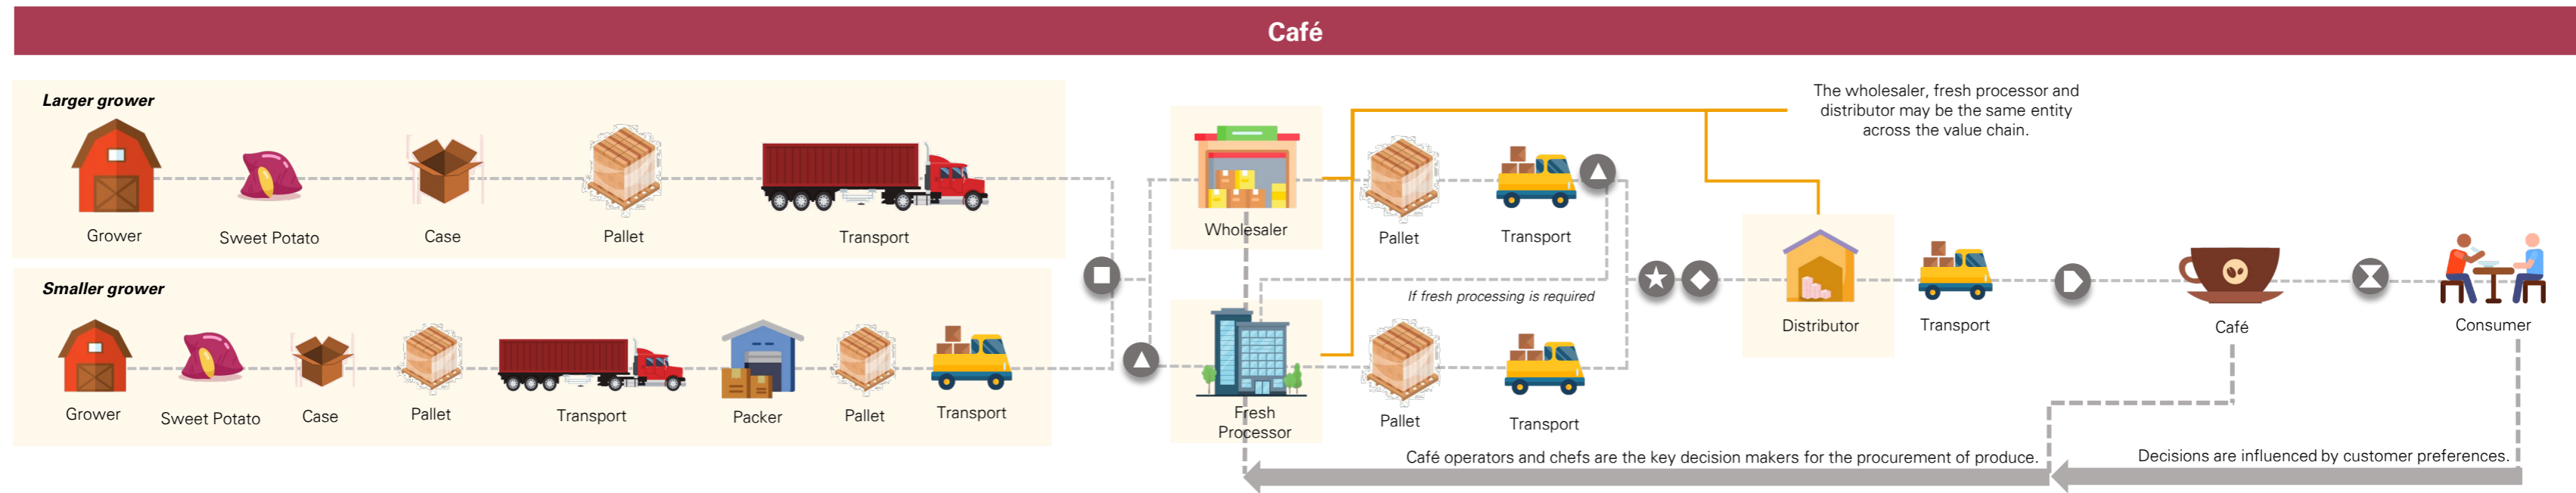 Café
Larger grower
Grower
Sweet Potato
Case
Pallet
Transport
Smaller grower
Grower
Sweet Potato
Case
Pallet
Transport
Packer
Pallet
Transport
Wholesaler
Pallet
Transport
The wholesaler, fresh processor and
distributor may be the same entity
across the value chain.
If fresh processing is required
Fresh
Processor
Pallet
Transport
Distributor
Transport
Café
Consumer
Café operators and chefs are the key decision makers for the procurement of produce.
Decisions are influenced by customer preferences.